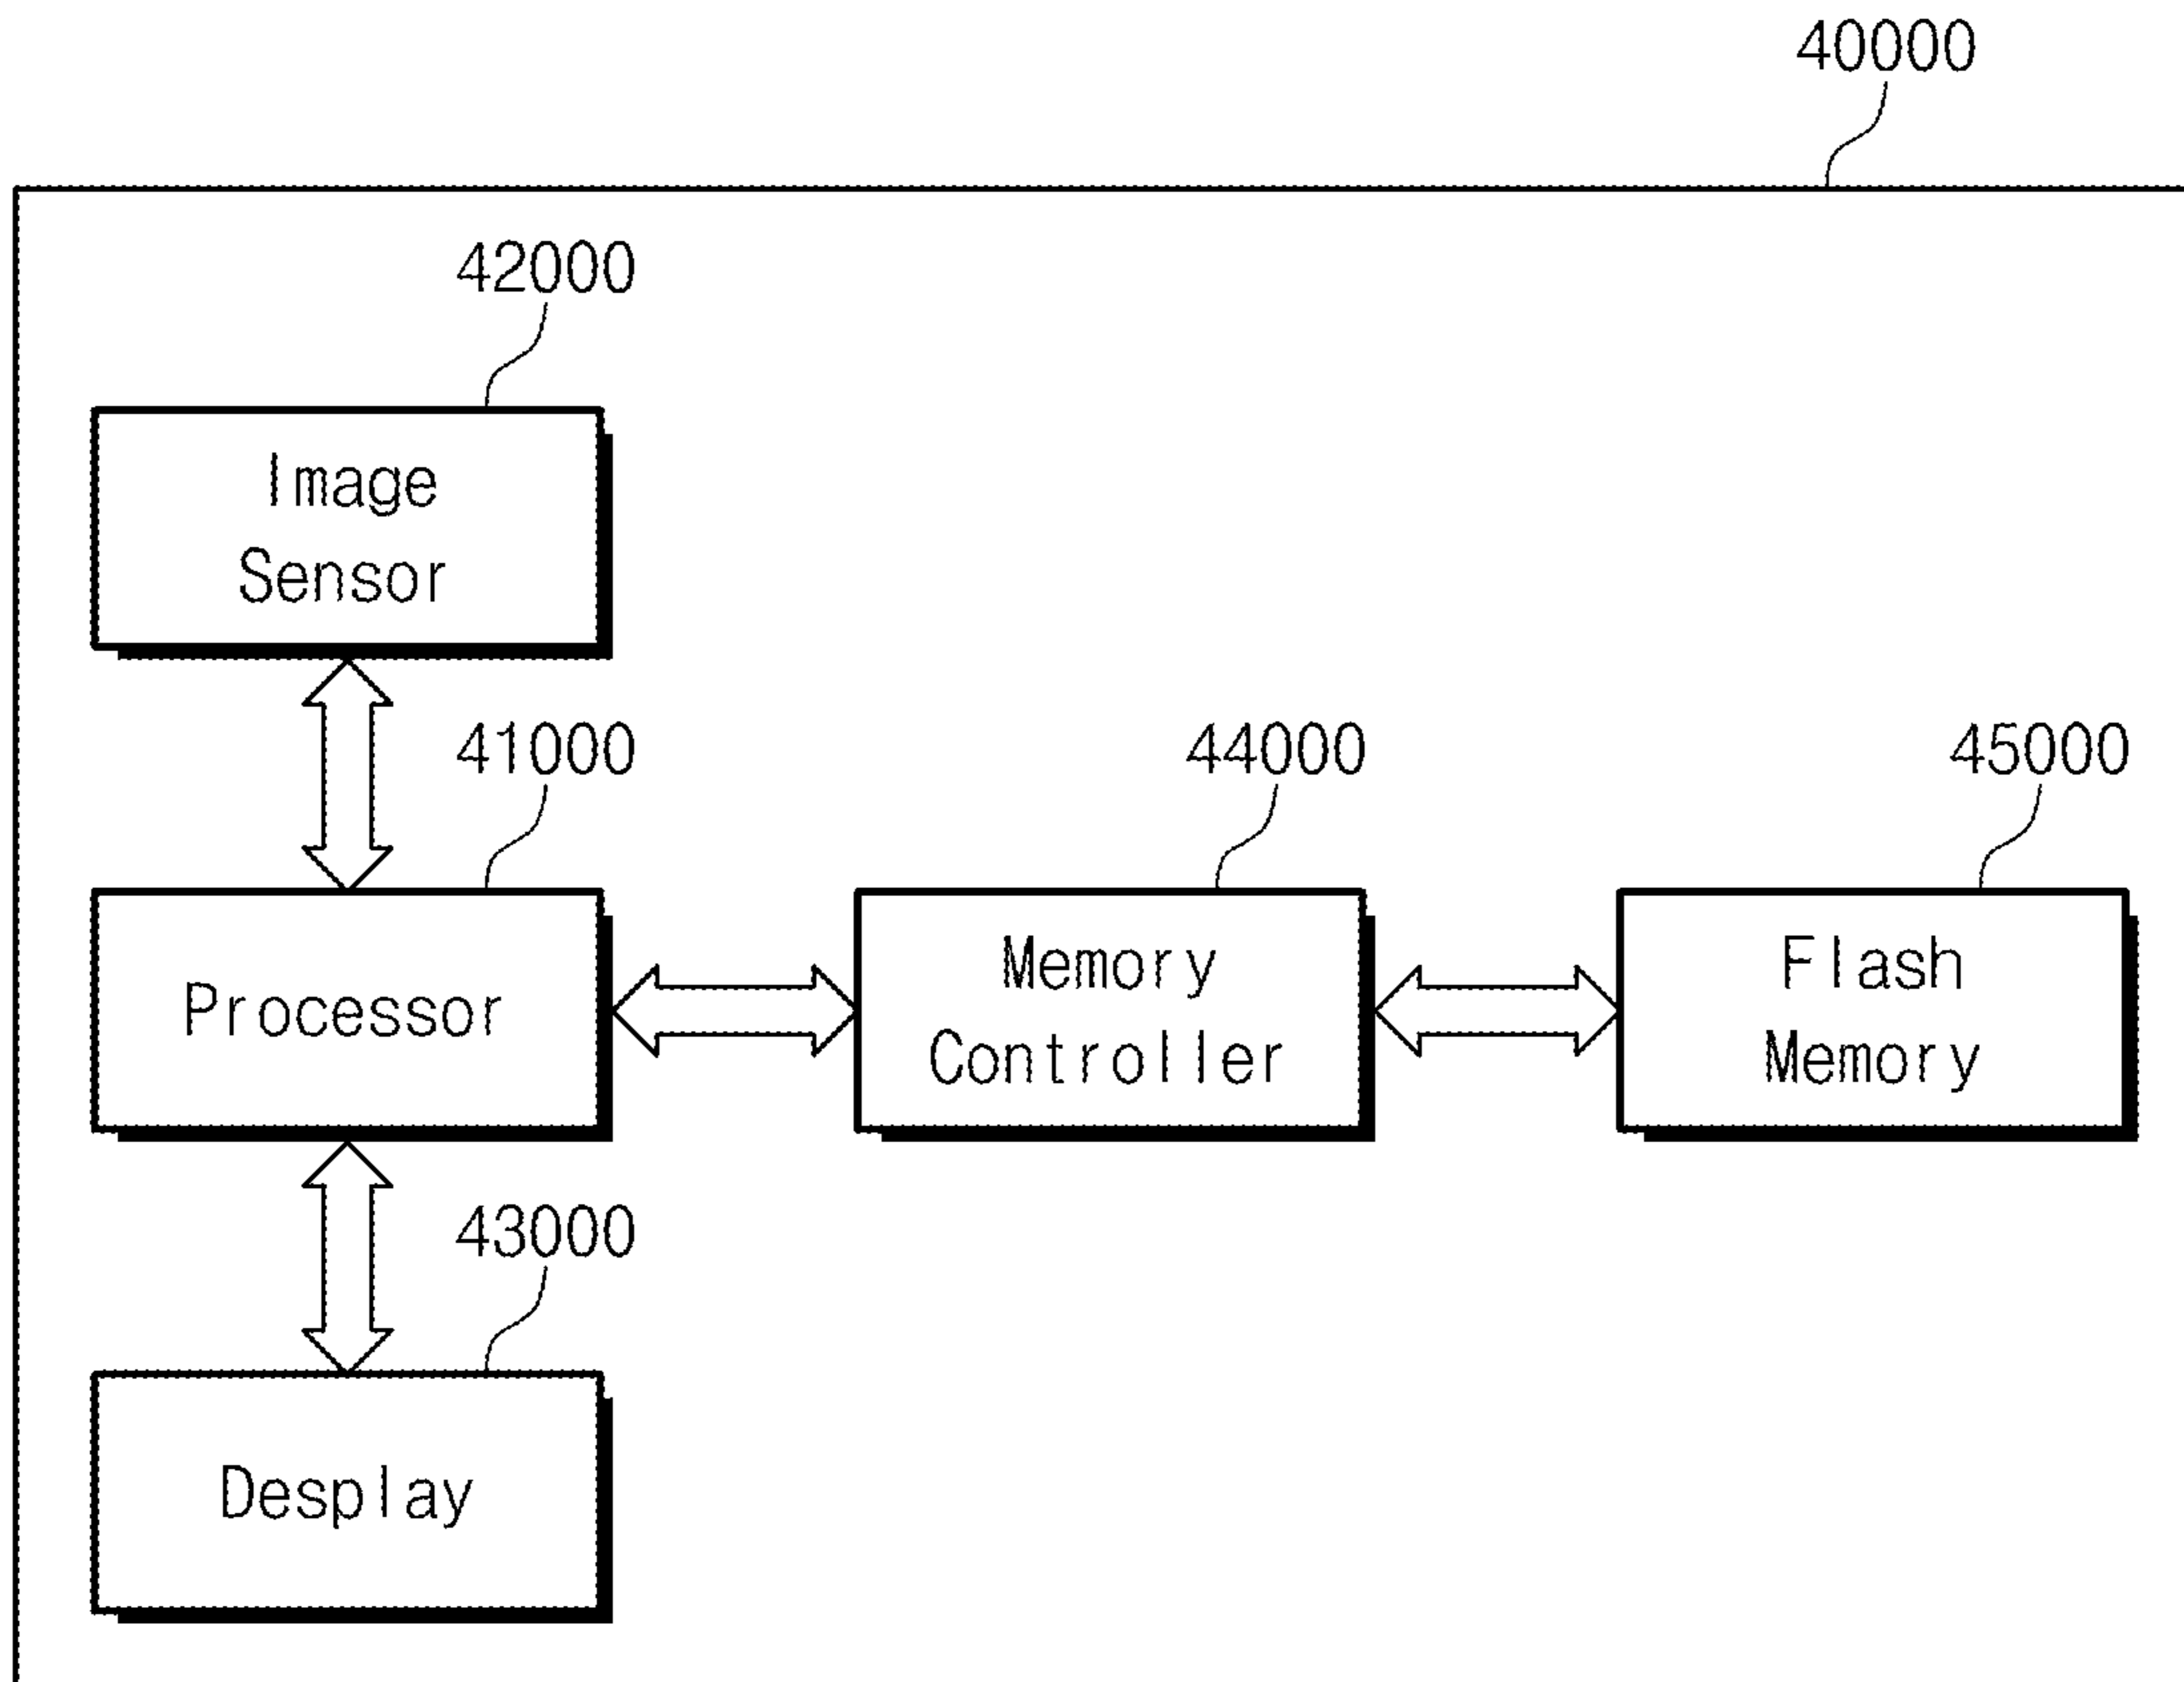 40000
42000
Image
Sensor
41000
44000
45000
Processor
Memory
Controller
Flash
Memory
43000
Desplay